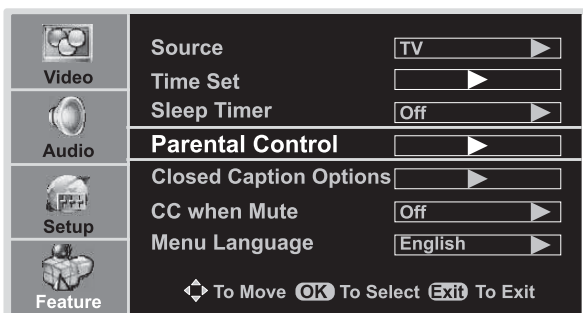 Video
Audio
Setup
Feature
Source TV
Time Set
Sleep Timer Off
Parental Control
Closed Caption Options
CC when Mute Off
Menu Language English
To Move OK To Select Exit To Exit